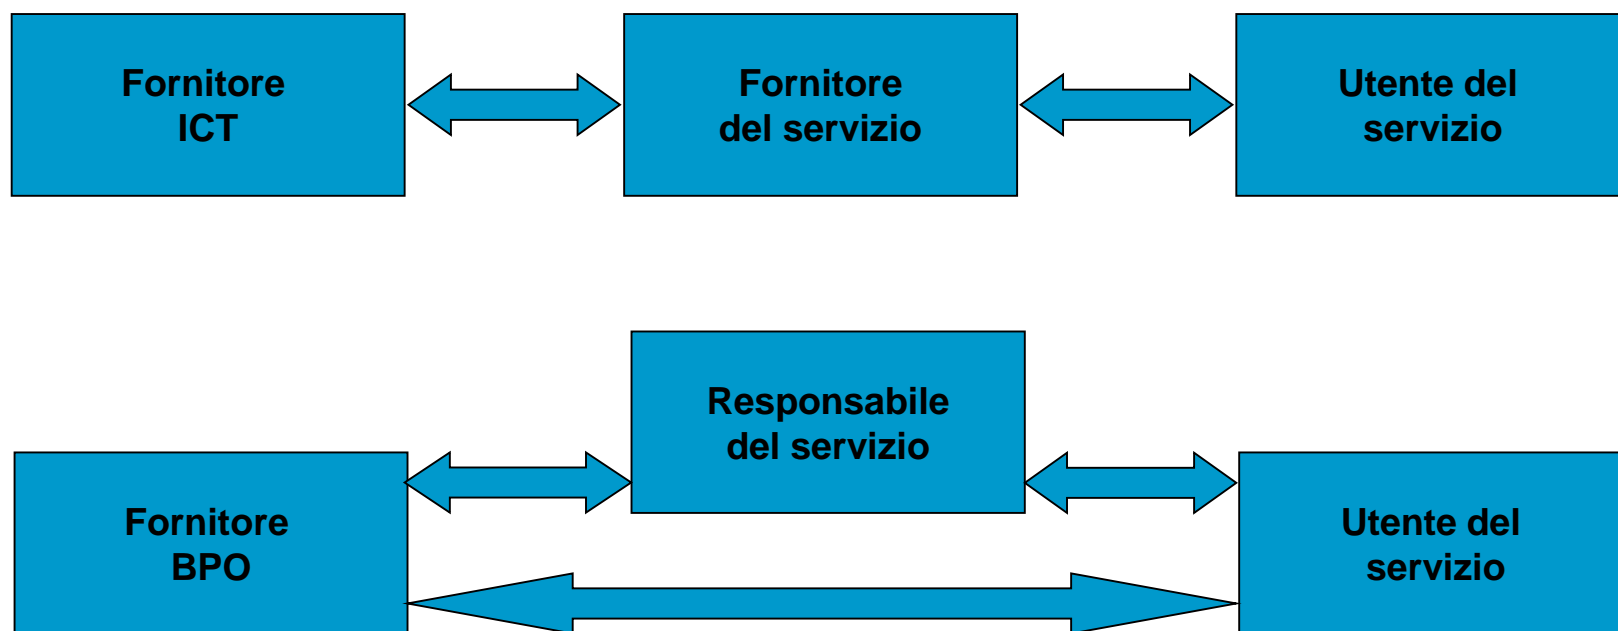 Fornitore
ICT
Fornitore
del servizio
Utente del
servizio
Responsabile
del servizio
Fornitore
BPO
Utente del
servizio